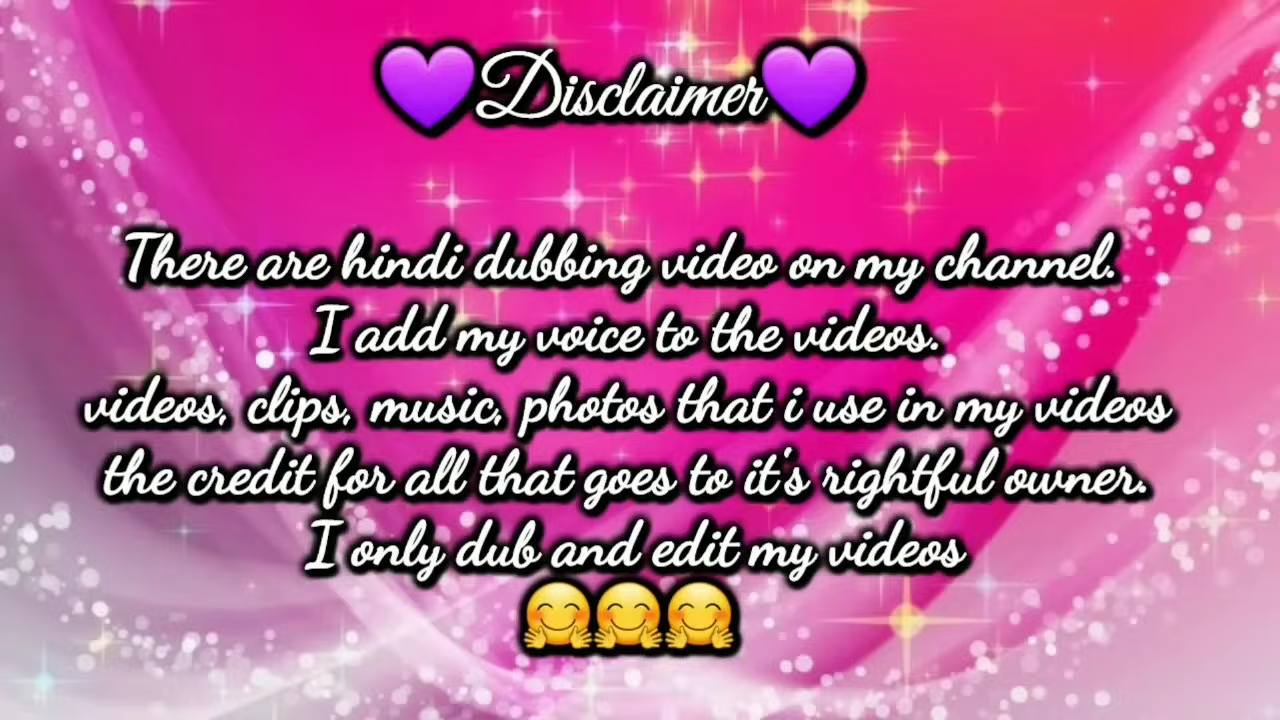 💜Disclaimer💜
There are hindi dubbing video on my channel.
I add my voice to the videos.
videos, clips, music, photos that i use in my videos
the credit for all that goes to it's rightful owner.
I only dub and edit my videos
🤗🤗🤗